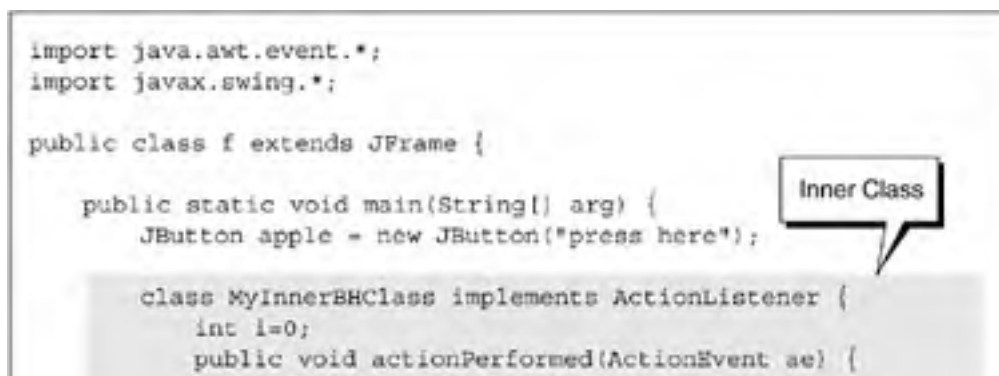 import java.awt.event.*;
import javax.swing.*;
public class f extends JFrame {
public static void main(String[] arg) {
Inner Class
JButton apple = new JButton("press here");
class MyInnerBHClass implements ActionListener {
int i=0;
public void actionPerformed(ActionEvent ae) {